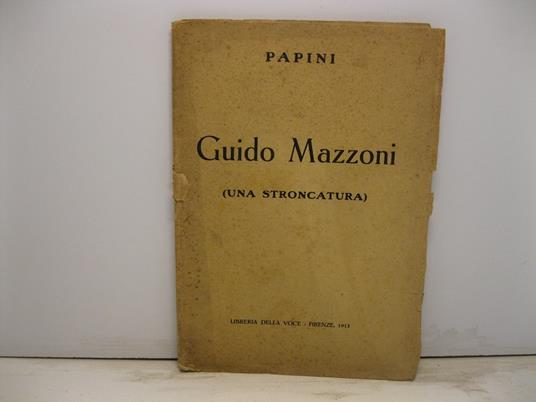 PAPINI
Guido Mazzoni
(UNA STRONCATURA)
LIBRERIA DELLA VOCE - FIRENZE, 1913